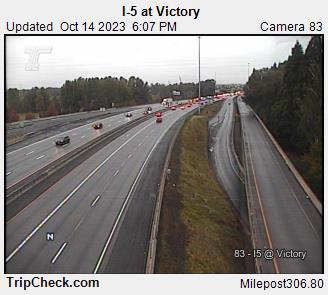 I-5 at Victory
Updated Oct 14 2023 6:07 PM Camera 83
N
83 - I5 @ Victory
TripCheck.com Milepost306.80